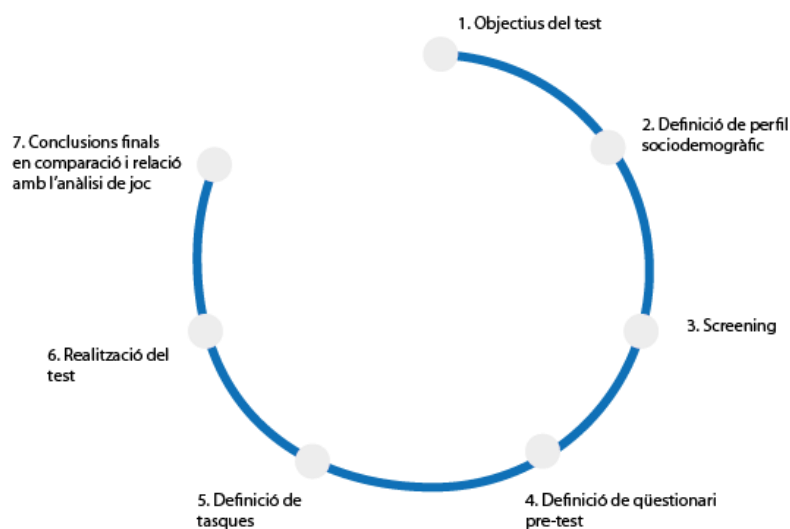 1. Objectius del test
2. Definició de perfil
sociodemogràfic
3. Screening
4. Definició de qüestionari
pre-test
5. Definició de
tasques
6. Realització del
test
7. Conclusions finals
en comparació i relació
amb l'anàlisi de joc